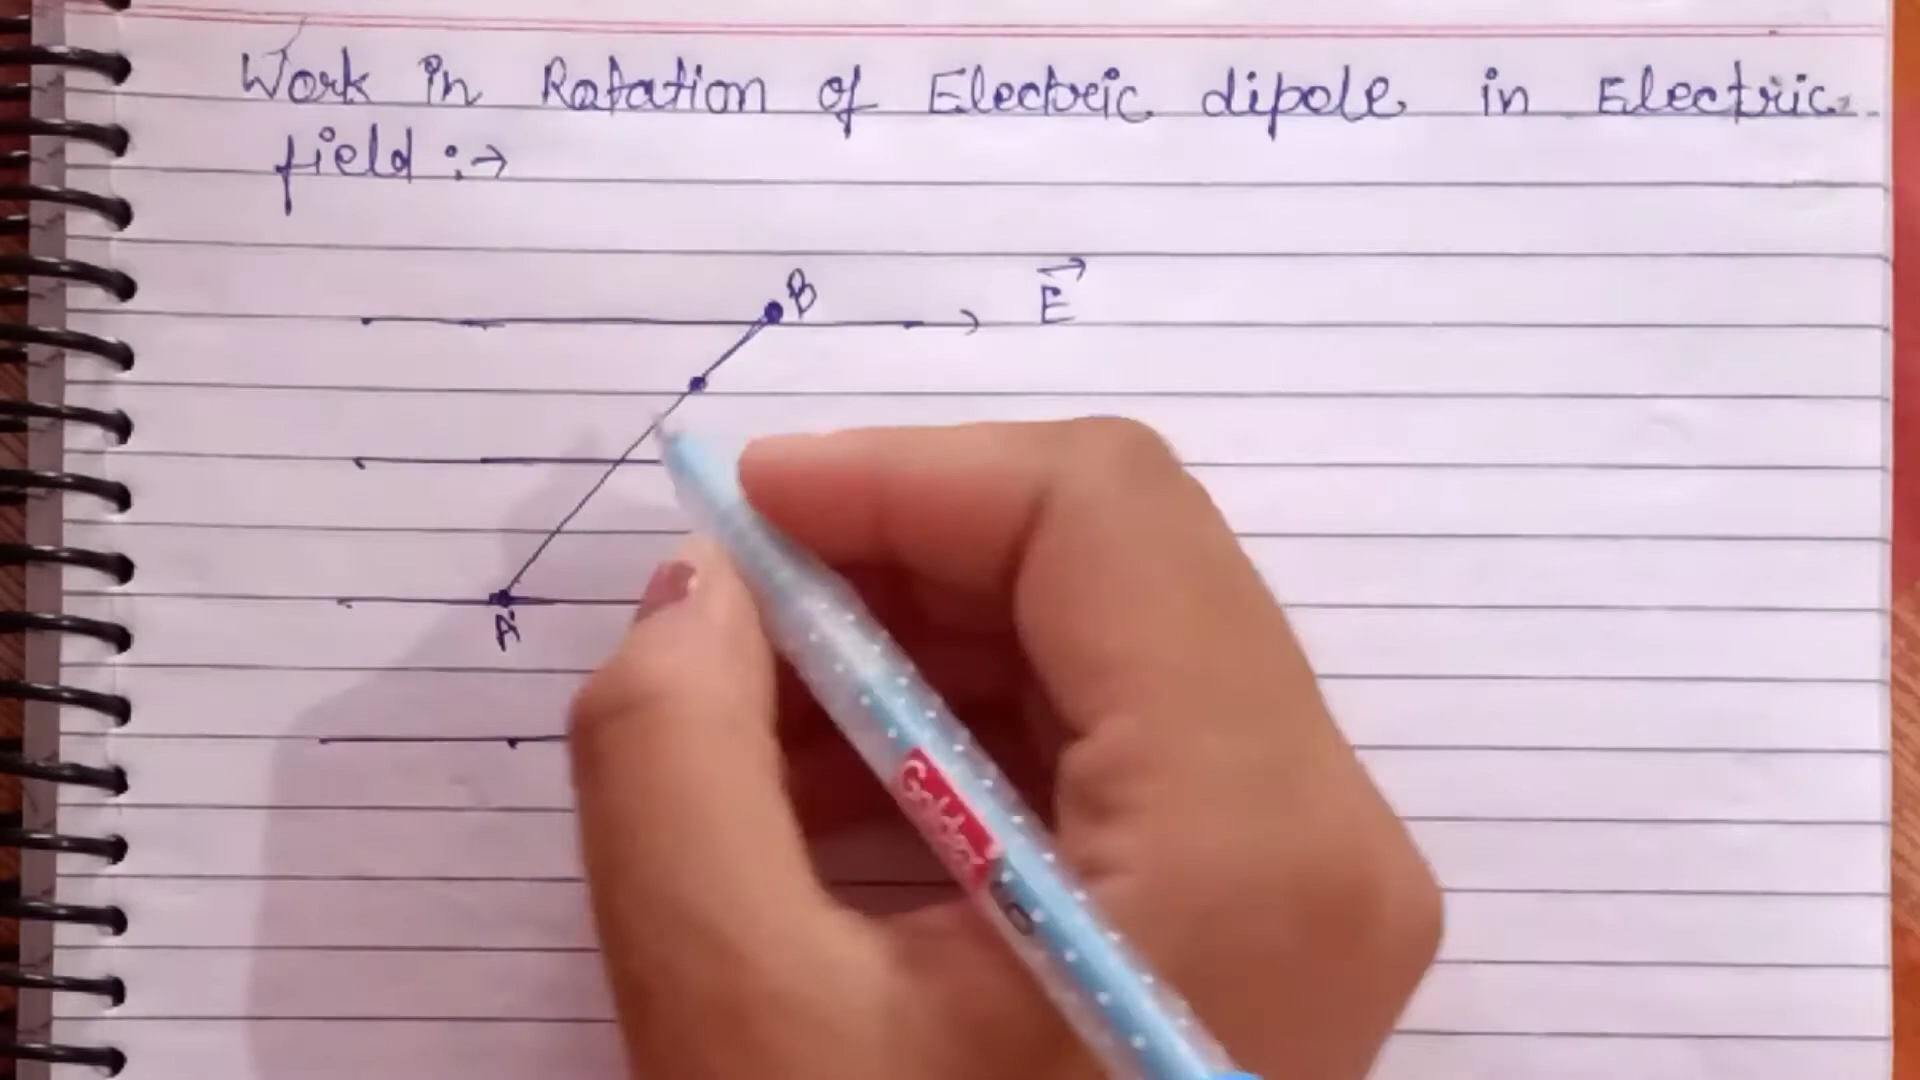 Work in Rotation of Electric dipole in Electric
field :→
B
E
A